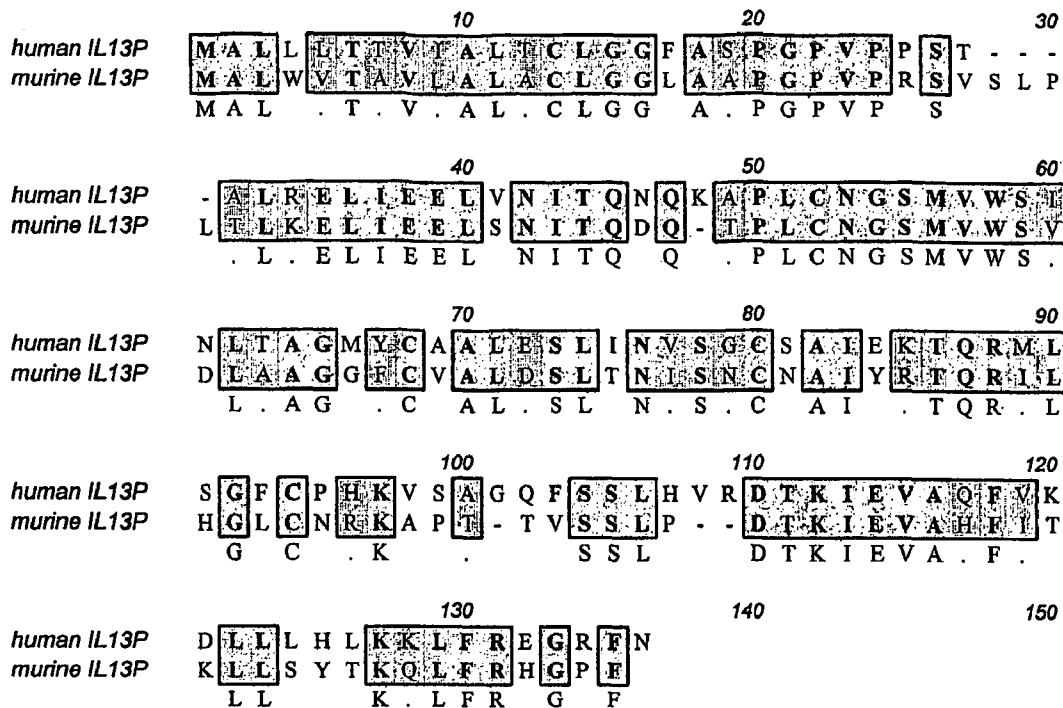 10 20 30
human IL13P M A L L L T T V I A L T C L G G F A S P G P V P P S T - - -
murine IL13P M A L W V T A V L A L A C L G G L A A P G P V P R S V S L P
M A L . T . V . A L . C L G G A . P G P V P S
40 50 60
human IL13P - A L R E L I E E L V N I T Q N Q K A P L C N G S M V W S I
murine IL13P L T L K E L I E E L S N I T Q D Q - T P L C N G S M V W S V
. L . E L I E E L N I T Q Q . P L C N G S M V W S .
70 80 90
human IL13P N L T A G M Y C A A L E S L I N V S G C S A I E K T Q R M L
murine IL13P D L A A G G F C V A L D S L T N I S N C N A I Y R T Q R I L
L . A G . C A L . S L N . S . C A I . T Q R . L
100 110 120
human IL13P S G F C P H K V S A G Q F S S L H V R D T K I E V A Q F V K
murine IL13P H G L C N R K A P T - T V S S L P - - D T K I E V A H F I T
G C . K . S S L D T K I E V A . F .
130 140 150
human IL13P D L L L H L K K L F R E G R F N
murine IL13P K L L S Y T K Q L F R H G P F
L L K . L F R G F